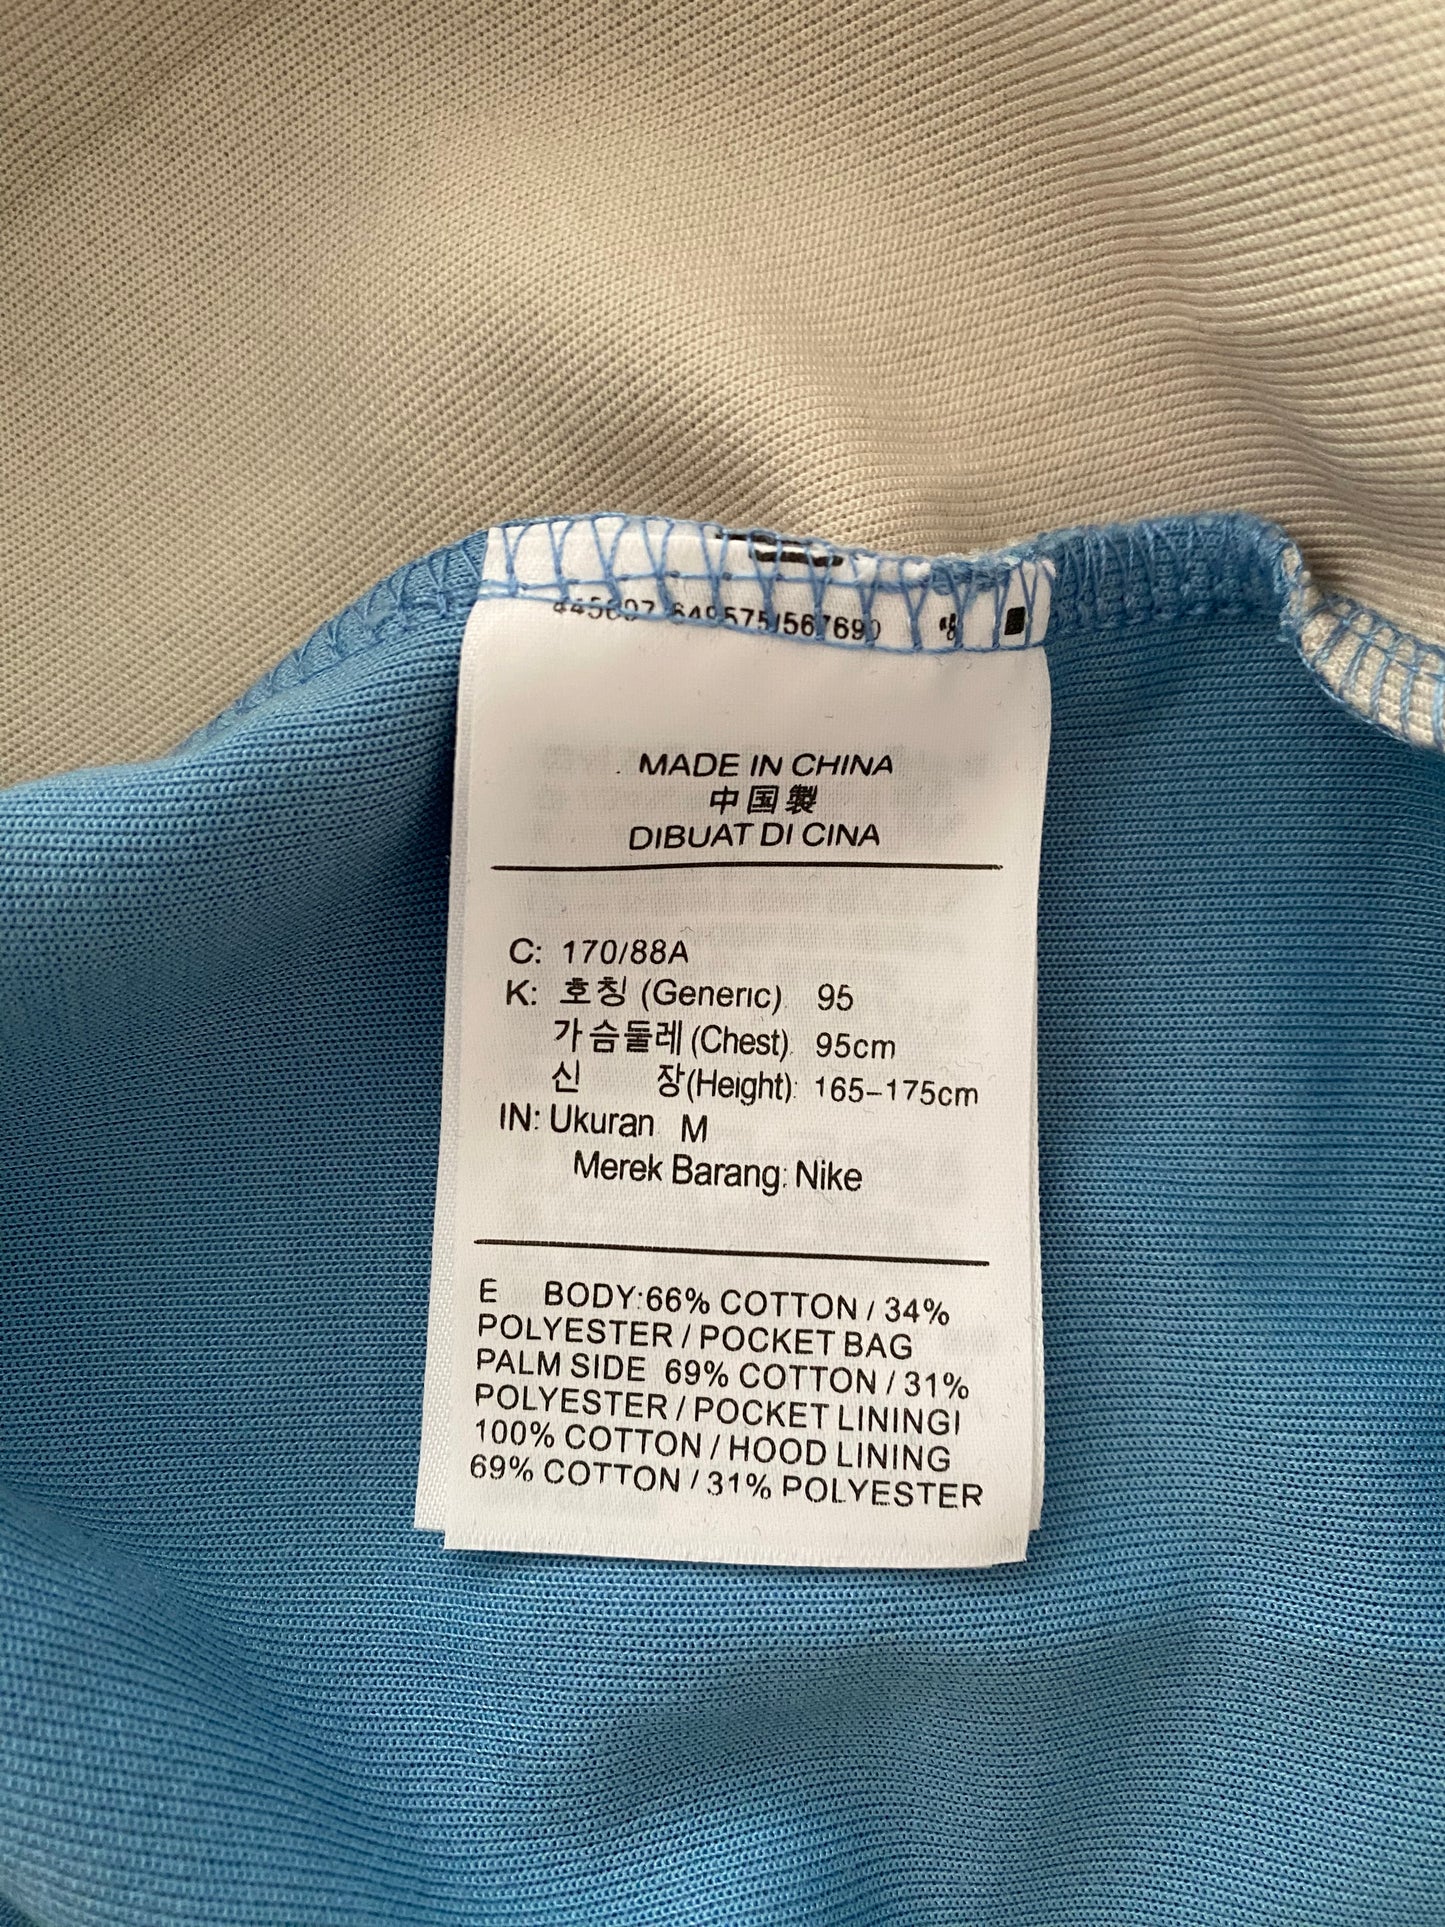 MADE IN CHINA
中国製
DIBUAT DI CINA
C: 170/88A
K: 호칭 (Generic). 95
가슴둘레 (Chest). 95cm
신 장(Height): 165-175cm
IN: Ukuran M
Merek Barang: Nike
E BODY:66% COTTON / 34%
POLYESTER / POCKET BAG
PALM SIDE 69% COTTON / 31%
POLYESTER / POCKET LININGI
100% COTTON / HOOD LINING
69% COTTON / 31% POLYESTER